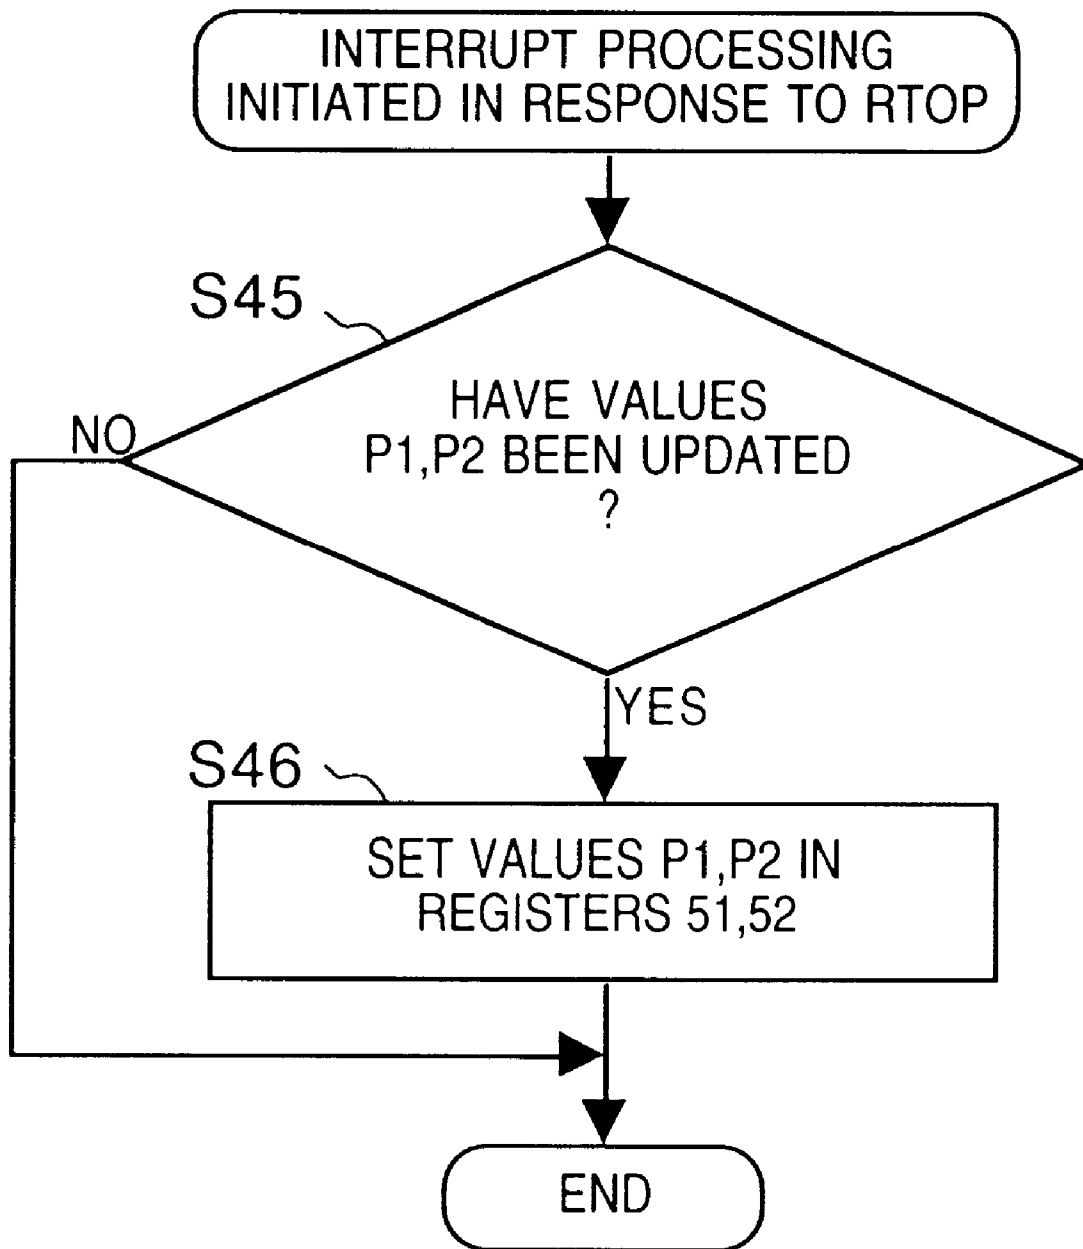 INTERRUPT PROCESSING
INITIATED IN RESPONSE TO RTOP
S45
HAVE VALUES
NO
P1,P2 BEEN UPDATED
?
YES
S46
SET VALUES P1,P2 IN
REGISTERS 51,52
END